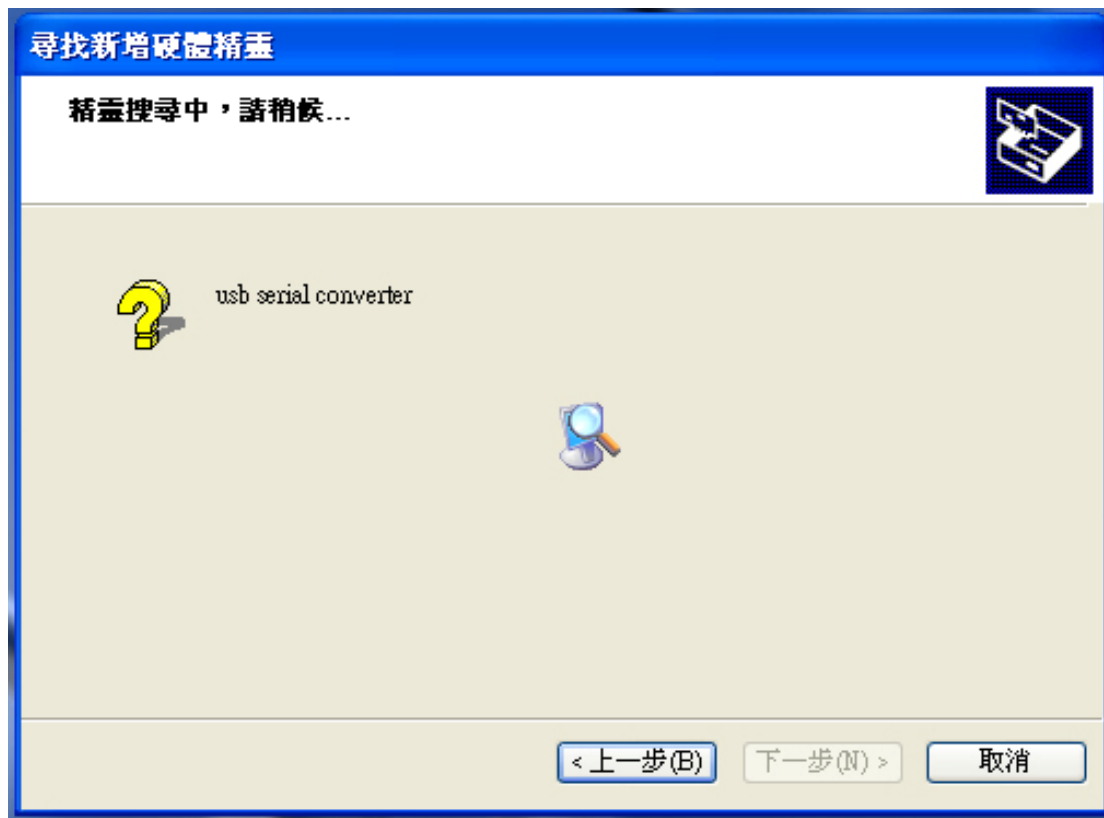 尋找新增硬體精靈
精靈搜尋中，請稍候...
usb serial converter
< 上一步(B)
下一步(N) >
取消